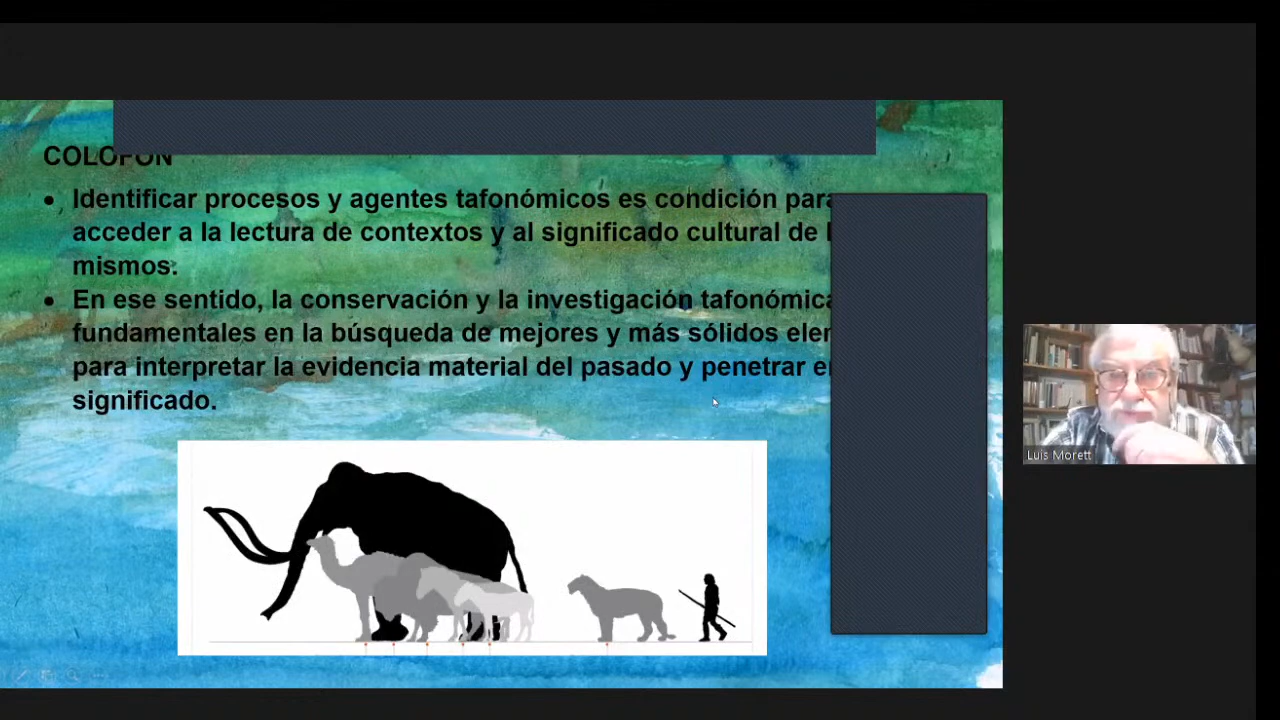 COLOFÓN
• Identificar procesos y agentes tafonómicos es condición para
acceder a la lectura de contextos y al significado cultural de
mismos.
• En ese sentido, la conservación y la investigación tafonómica
fundamentales en la búsqueda de mejores y más sólidos
para interpretar la evidencia material del pasado y penetrar
significado.
Luis Morett